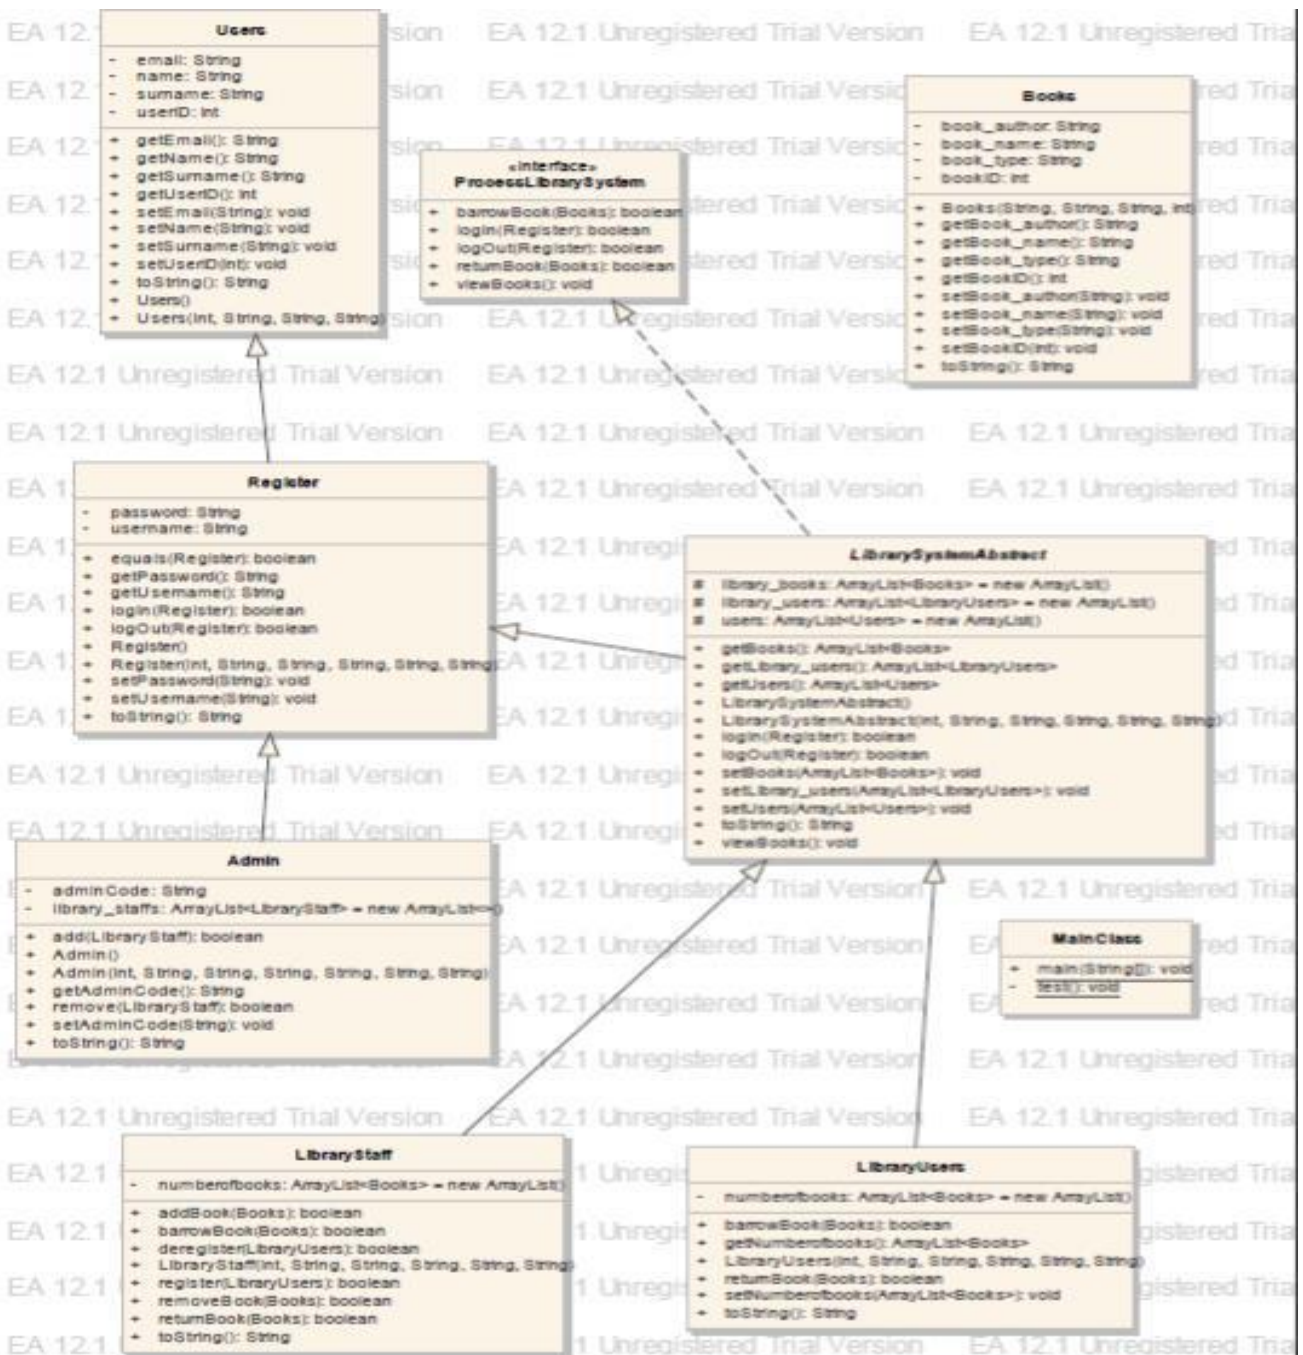 Users
- email: String
- name: String
- surname: String
- userID: int
+ getEmail(): String
+ getName(): String
+ getSurname(): String
+ getUserID(): int
+ setEmail(String): void
+ setName(String): void
+ setSurname(String): void
+ setUserID(int): void
+ toString(): String
+ Users()
+ Users(int, String, String, String)
«interface»
ProcessLibrarySystem
+ barrowBook(Books): boolean
+ logIn(Register): boolean
+ logOut(Register): boolean
+ returnBook(Books): boolean
+ viewBooks(): void
Books
- book_author: String
- book_name: String
- book_type: String
- bookID: int
+ Books(String, String, String, int)
+ getBook_author(): String
+ getBook_name(): String
+ getBook_type(): String
+ getBookID(): int
+ setBook_author(String): void
+ setBook_name(String): void
+ setBook_type(String): void
+ setBookID(int): void
+ toString(): String
Register
- password: String
- username: String
+ equals(Register): boolean
+ getPassword(): String
+ getUsername(): String
+ logIn(Register): boolean
+ logOut(Register): boolean
+ Register()
+ Register(int, String, String, String, String, String)
+ setPassword(String): void
+ setUsername(String): void
+ toString(): String
LibrarySystemAbstract
# library_books: ArrayList<Books> = new ArrayList()
# library_users: ArrayList<LibraryUsers> = new ArrayList()
# users: ArrayList<Users> = new ArrayList()
+ getBooks(): ArrayList<Books>
+ getLibrary_users(): ArrayList<LibraryUsers>
+ getUsers(): ArrayList<Users>
+ LibrarySystemAbstract()
+ LibrarySystemAbstract(int, String, String, String, String, String)
+ logIn(Register): boolean
+ logOut(Register): boolean
+ setBooks(ArrayList<Books>): void
+ setLibrary_users(ArrayList<LibraryUsers>): void
+ setUsers(ArrayList<Users>): void
+ toString(): String
+ viewBooks(): void
Admin
- adminCode: String
- library_staffs: ArrayList<LibraryStaff> = new ArrayList<>()
+ add(LibraryStaff): boolean
+ Admin()
+ Admin(int, String, String, String, String, String, String)
+ getAdminCode(): String
+ remove(LibraryStaff): boolean
+ setAdminCode(String): void
+ toString(): String
MainClass
+ main(String[]): void
- test(): void
LibraryStaff
- numberofbooks: ArrayList<Books> = new ArrayList()
+ addBook(Books): boolean
+ barrowBook(Books): boolean
+ deregister(LibraryUsers): boolean
+ LibraryStaff(int, String, String, String, String, String)
+ register(LibraryUsers): boolean
+ removeBook(Books): boolean
+ returnBook(Books): boolean
+ toString(): String
LibraryUsers
- numberofbooks: ArrayList<Books> = new ArrayList()
+ barrowBook(Books): boolean
+ getNumberofbooks(): ArrayList<Books>
+ LibraryUsers(int, String, String, String, String, String)
+ returnBook(Books): boolean
+ setNumberofbooks(ArrayList<Books>): void
+ toString(): String
EA 12.1 Unregistered Trial Version